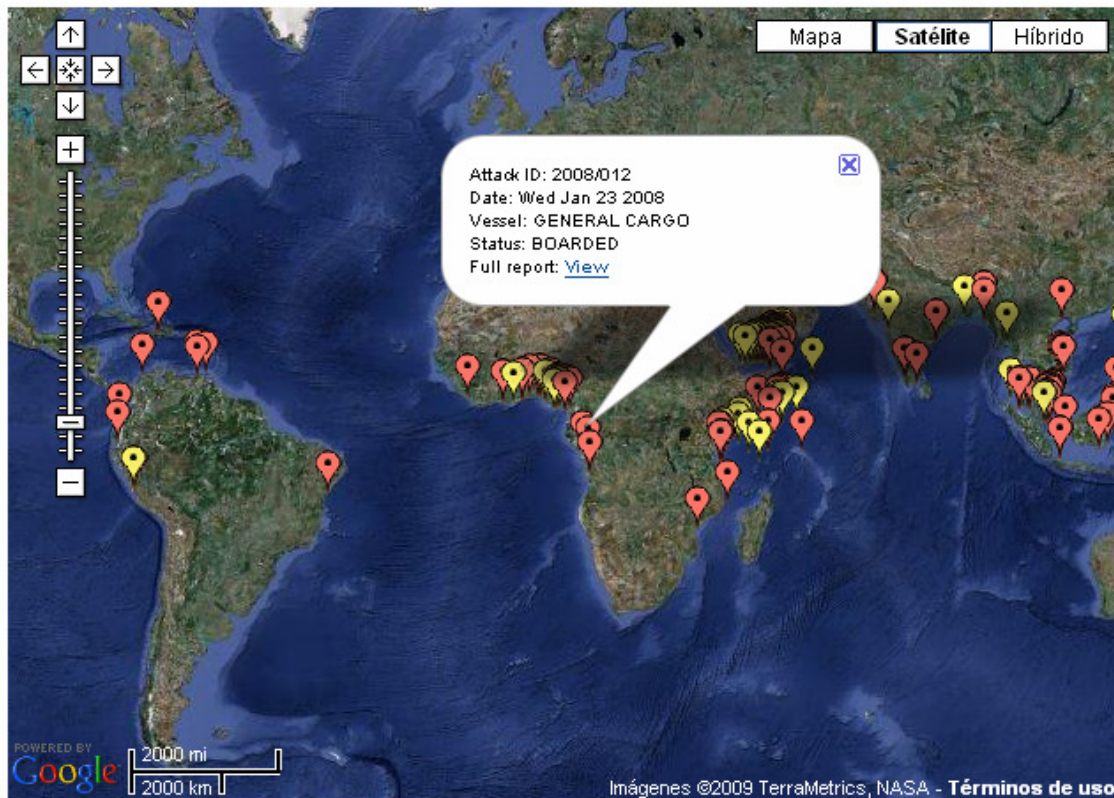 Mapa
Satélite
Híbrido
Attack ID: 2008/012
Date: Wed Jan 23 2008
Vessel: GENERAL CARGO
Status: BOARDED
Full report: View
POWERED BY
Google
2000 mi
2000 km
Imágenes ©2009 TerraMetrics, NASA - Términos de uso